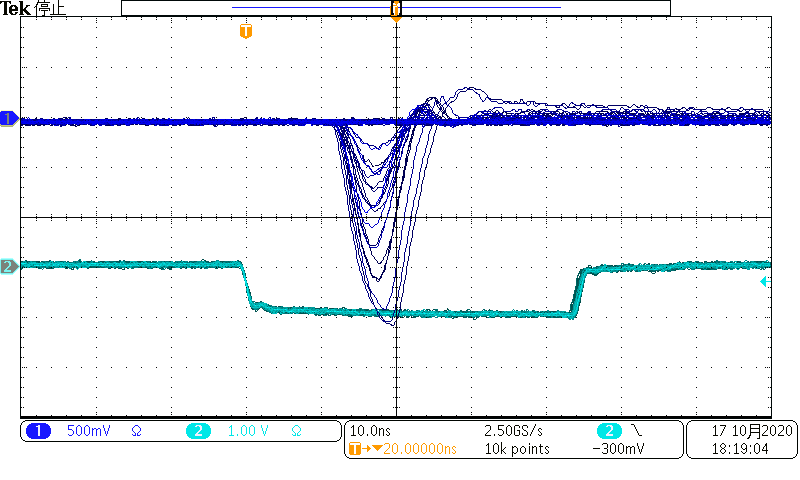 Tek 停止
T
T
1
2
1 500mV Ω 2 1.00 V Ω
10.0ns 2.50GS/s 2
T→▼20.00000ns 10k points −300mV
17 10月2020
18:19:04